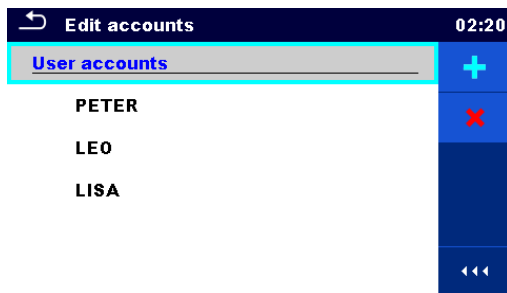 Edit accounts 02:20
User accounts
PETER
LEO
LISA